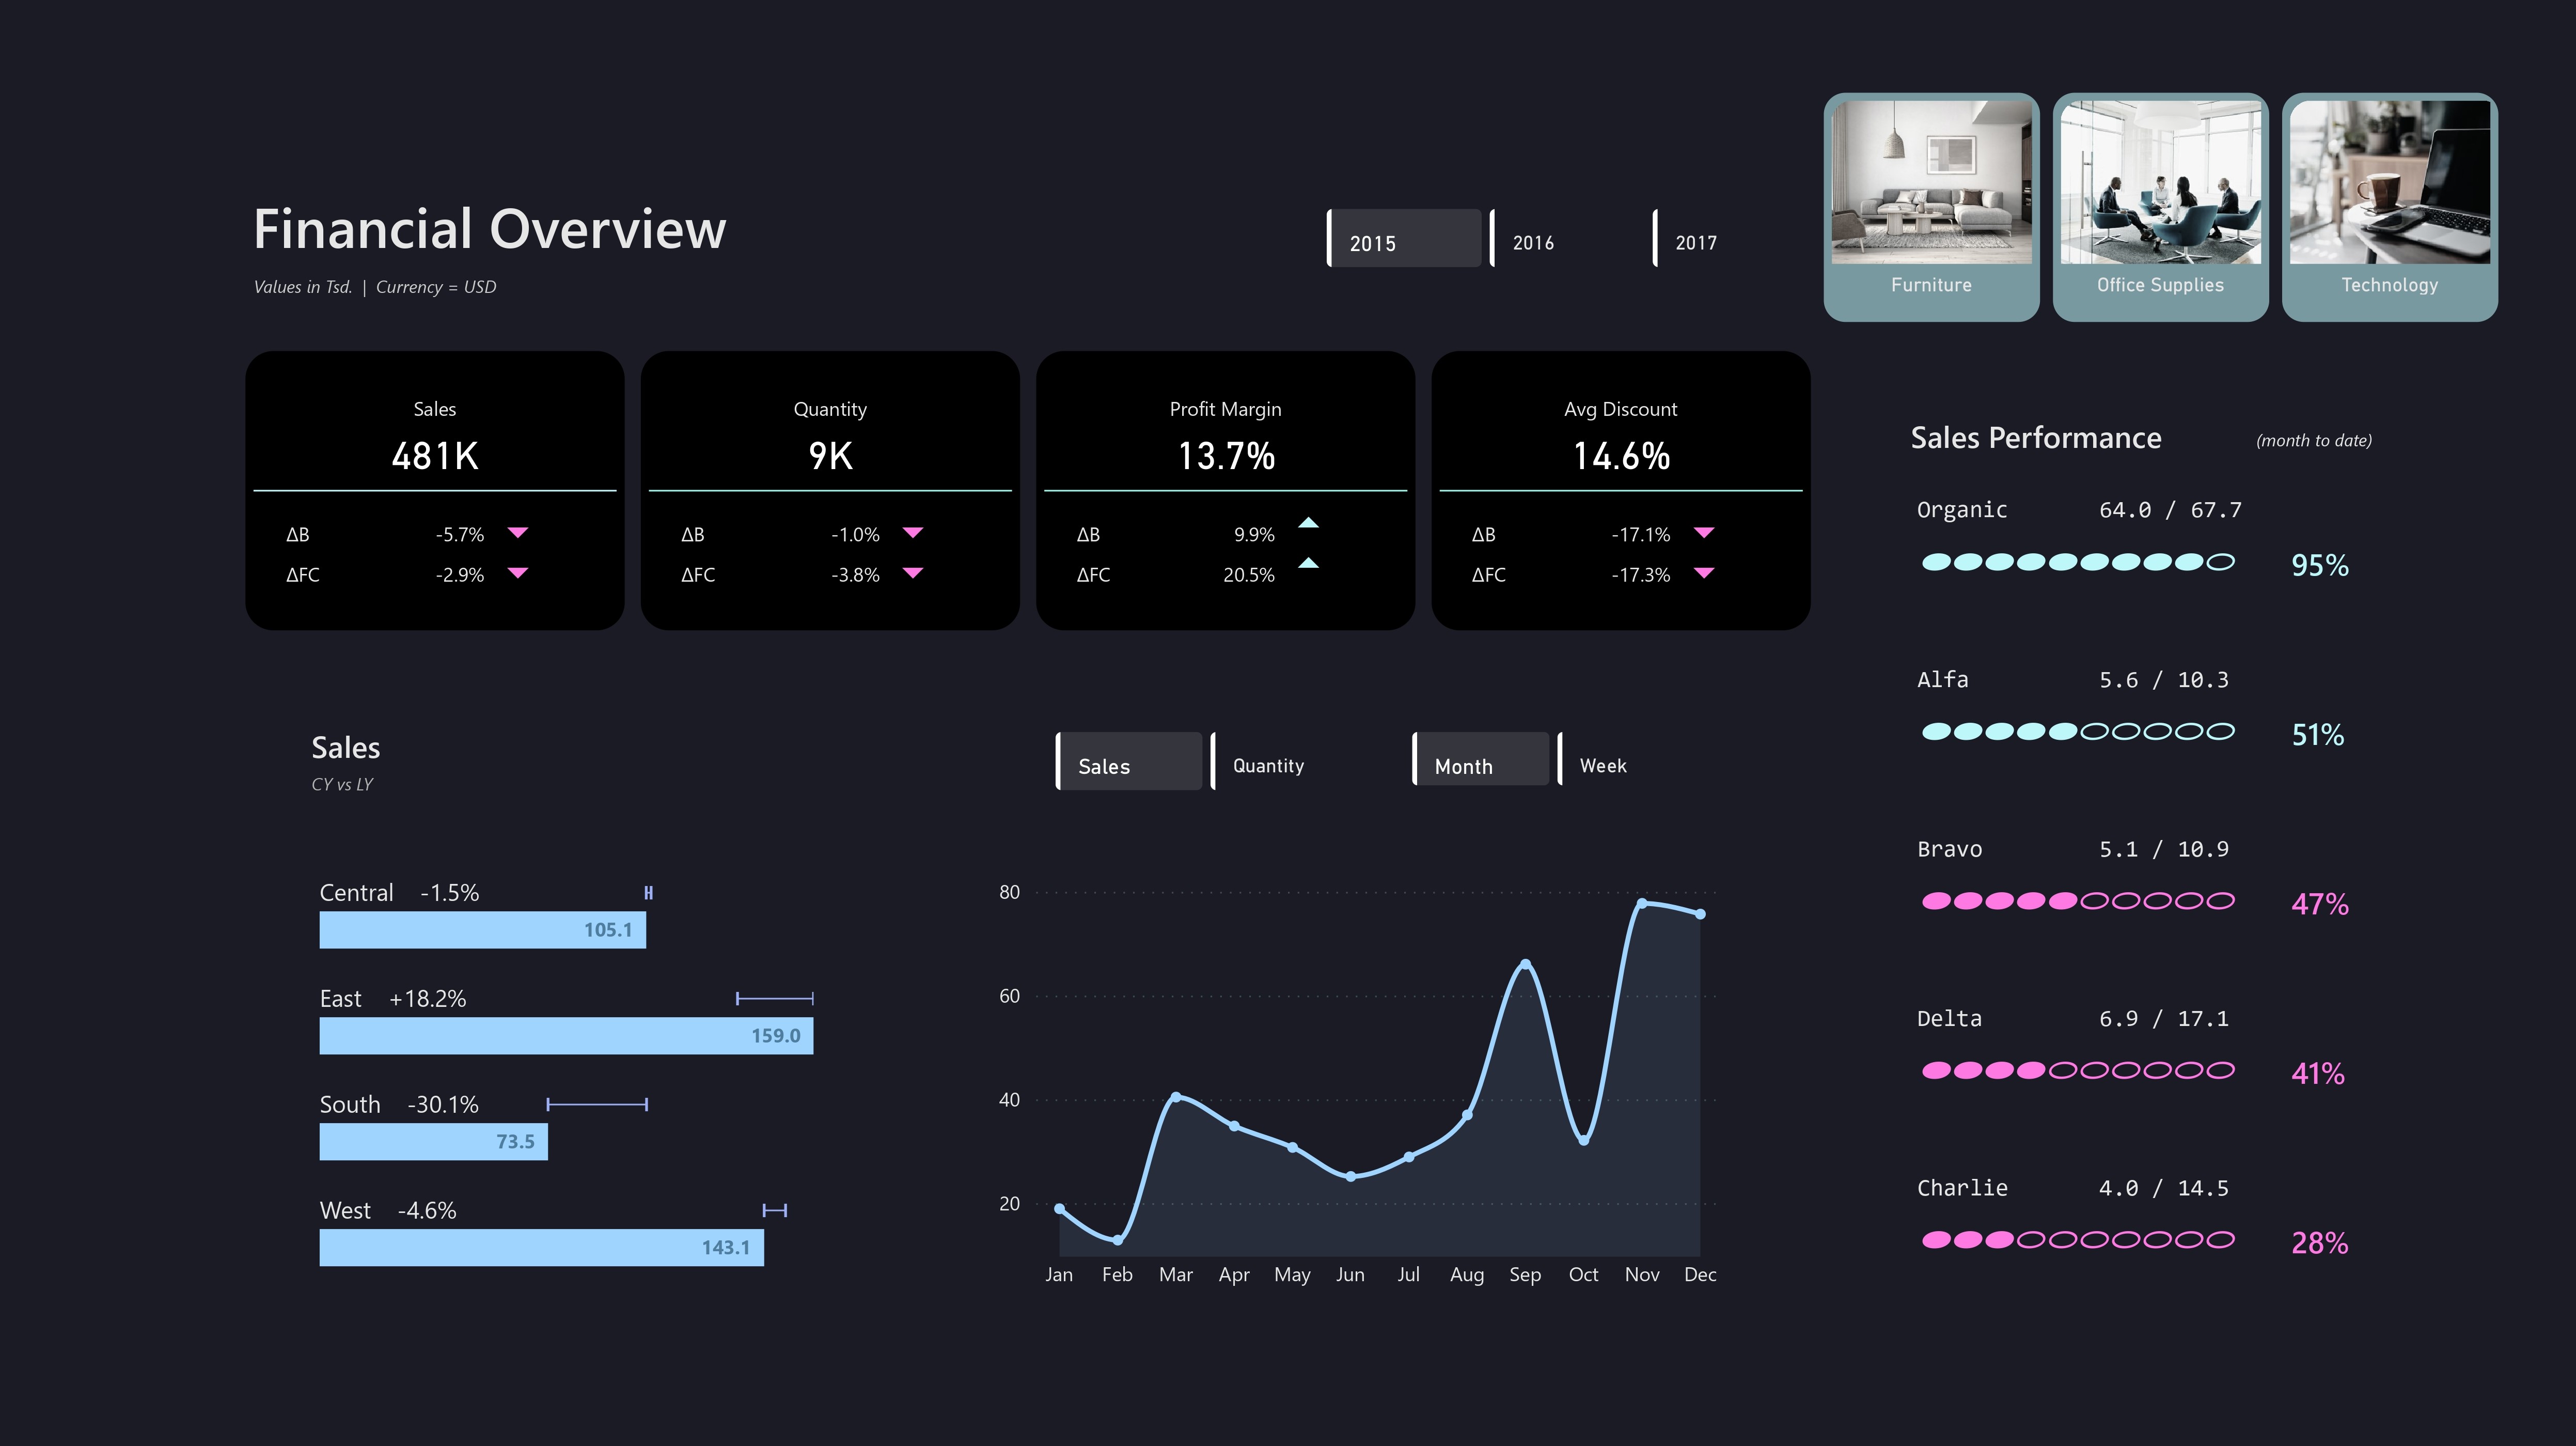 Financial Overview
Values in Tsd. | Currency = USD
2015
2016
2017
Furniture
Office Supplies
Technology
Sales
481K
ΔB -5.7%
ΔFC -2.9%
Quantity
9K
ΔB -1.0%
ΔFC -3.8%
Profit Margin
13.7%
ΔB 9.9%
ΔFC 20.5%
Avg Discount
14.6%
ΔB -17.1%
ΔFC -17.3%
Sales
CY vs LY
Central -1.5%
105.1
East +18.2%
159.0
South -30.1%
73.5
West -4.6%
143.1
Sales
Quantity
Month
Week
80
60
40
20
Jan Feb Mar Apr May Jun Jul Aug Sep Oct Nov Dec
Sales Performance (month to date)
Organic 64.0 / 67.7
95%
Alfa 5.6 / 10.3
51%
Bravo 5.1 / 10.9
47%
Delta 6.9 / 17.1
41%
Charlie 4.0 / 14.5
28%